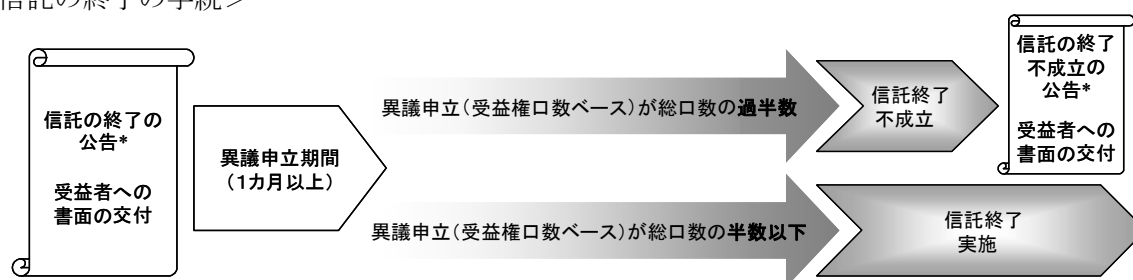 信託の終了の手続＞
信託の終了の
公告*
受益者への
書面の交付
異議申立期間
（1カ月以上）
異議申立（受益権口数ベース）が総口数の過半数
信託終了
不成立
信託の終了
不成立の
公告*
受益者への
書面の交付
異議申立（受益権口数ベース）が総口数の半数以下
信託終了
実施